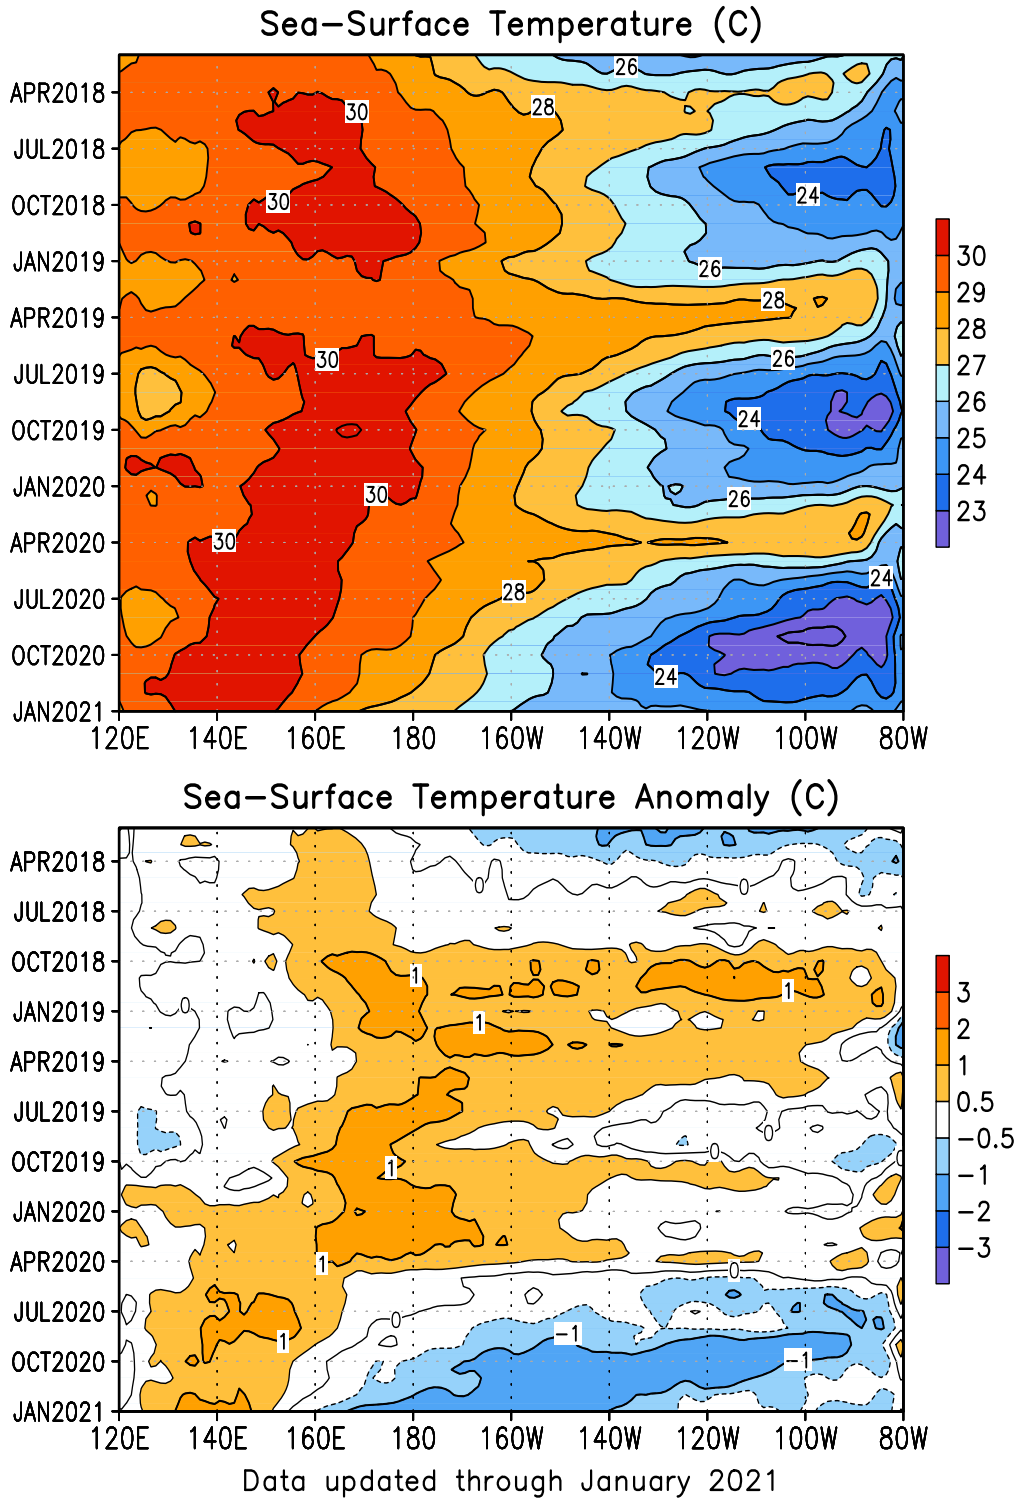 Sea-Surface Temperature (C)
26
APR2018
28
30
JUL2018
24
30
OCT2018
JAN2019
26
30
28
29
APR2019
28
30
26
27
JUL2019
26
24
25
OCT2019
24
30
26
JAN2020
23
30
APR2020
24
28
JUL2020
OCT2020
24
JAN2021
120E 140E 160E 180 160W 140W 120W 100W 80W
Sea-Surface Temperature Anomaly (C)
APR2018
0 0
JUL2018
OCT2018
1
1
3
0
JAN2019
1
2
APR2019
1
JUL2019
0.5
0
-0.5
OCT2019
0 0
1
-1
JAN2020
-2
APR2020
-3
1
0
JUL2020
0
1
-1
OCT2020
-1
JAN2021
120E 140E 160E 180 160W 140W 120W 100W 80W
Data updated through January 2021